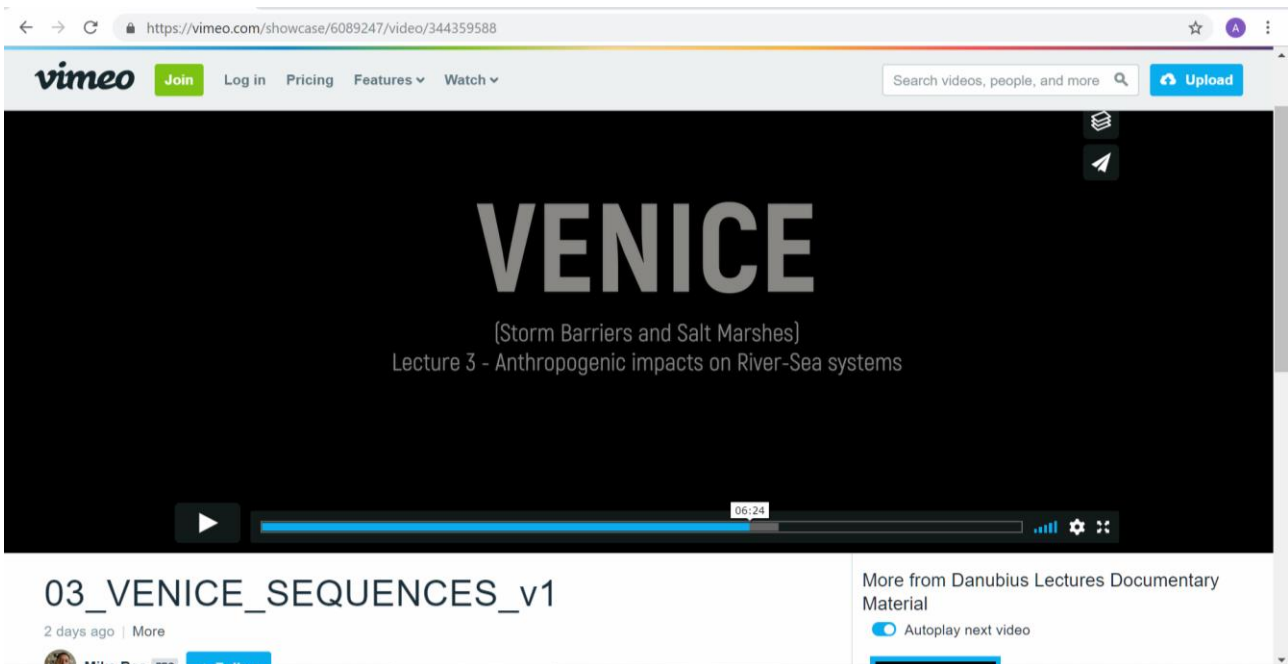 https://vimeo.com/showcase/6089247/video/344359588
A
vimeo Join Log in Pricing Features Watch Search videos, people, and more Upload
VENICE
(Storm Barriers and Salt Marshes)
Lecture 3 - Anthropogenic impacts on River-Sea systems
06:24
03_VENICE_SEQUENCES_v1
2 days ago | More
More from Danubius Lectures Documentary
Material
Autoplay next video